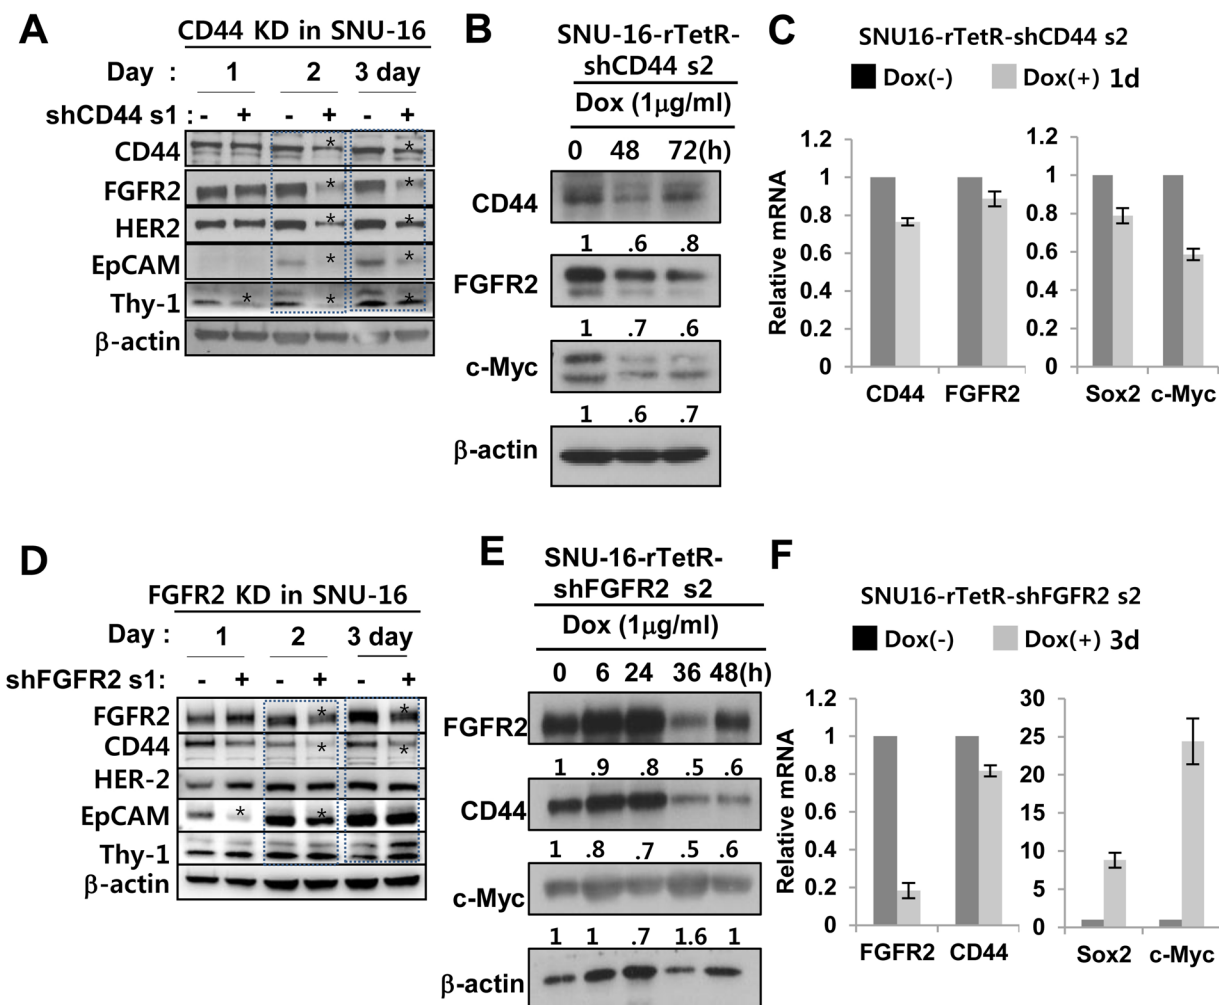 A
CD44 KD in SNU-16
Day : 1 2 3 day
shCD44 s1 : - + - + - +
CD44 * *
FGFR2 * *
HER2 * *
EpCAM * *
Thy-1 * * *
β-actin
B
SNU-16-rTetR-
shCD44 s2
Dox (1μg/ml)
0 48 72(h)
CD44
1 .6 .8
FGFR2
1 .7 .6
c-Myc
1 .6 .7
β-actin
C
SNU16-rTetR-shCD44 s2
Dox(-) Dox(+) 1d
Relative mRNA
1.2
1
0.8
0.6
0.4
0.2
0
CD44 FGFR2
1.2
1
0.8
0.6
0.4
0.2
0
Sox2 c-Myc
D
FGFR2 KD in SNU-16
Day : 1 2 3 day
shFGFR2 s1: - + - + - +
FGFR2 * *
CD44 * *
HER-2
EpCAM * *
Thy-1
β-actin
E
SNU-16-rTetR-
shFGFR2 s2
Dox (1μg/ml)
0 6 24 36 48(h)
FGFR2
1 .9 .8 .5 .6
CD44
1 .8 .7 .5 .6
c-Myc
1 1 .7 1.6 1
β-actin
F
SNU16-rTetR-shFGFR2 s2
Dox(-) Dox(+) 3d
Relative mRNA
1.2
1
0.8
0.6
0.4
0.2
0
FGFR2 CD44
30
25
20
15
10
5
0
Sox2 c-Myc